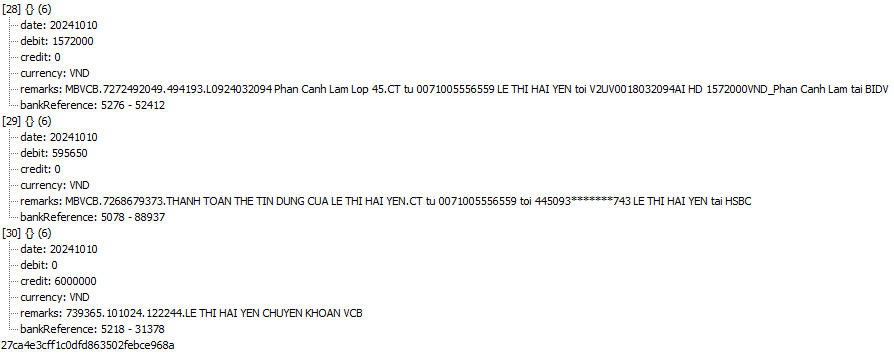 [28] {} (6)
date: 20241010
debit: 1572000
credit: 0
currency: VND
remarks: MBVCB.7272492049.494193.L0924032094 Phan Canh Lam Lop 45.CT tu 0071005556559 LE THI HAI YEN toi V2UV0018032094AI HD 1572000VND_Phan Canh Lam tai BIDV
bankReference: 5276 - 52412
[29] {} (6)
date: 20241010
debit: 595650
credit: 0
currency: VND
remarks: MBVCB.7268679373.THANH TOAN THE TIN DUNG CUA LE THI HAI YEN.CT tu 0071005556559 toi 445093*******743 LE THI HAI YEN tai HSBC
bankReference: 5078 - 88937
[30] {} (6)
date: 20241010
debit: 0
credit: 6000000
currency: VND
remarks: 739365.101024.122244.LE THI HAI YEN CHUYEN KHOAN VCB
bankReference: 5218 - 31378
27ca4e3cff1c0dfd863502febce968a